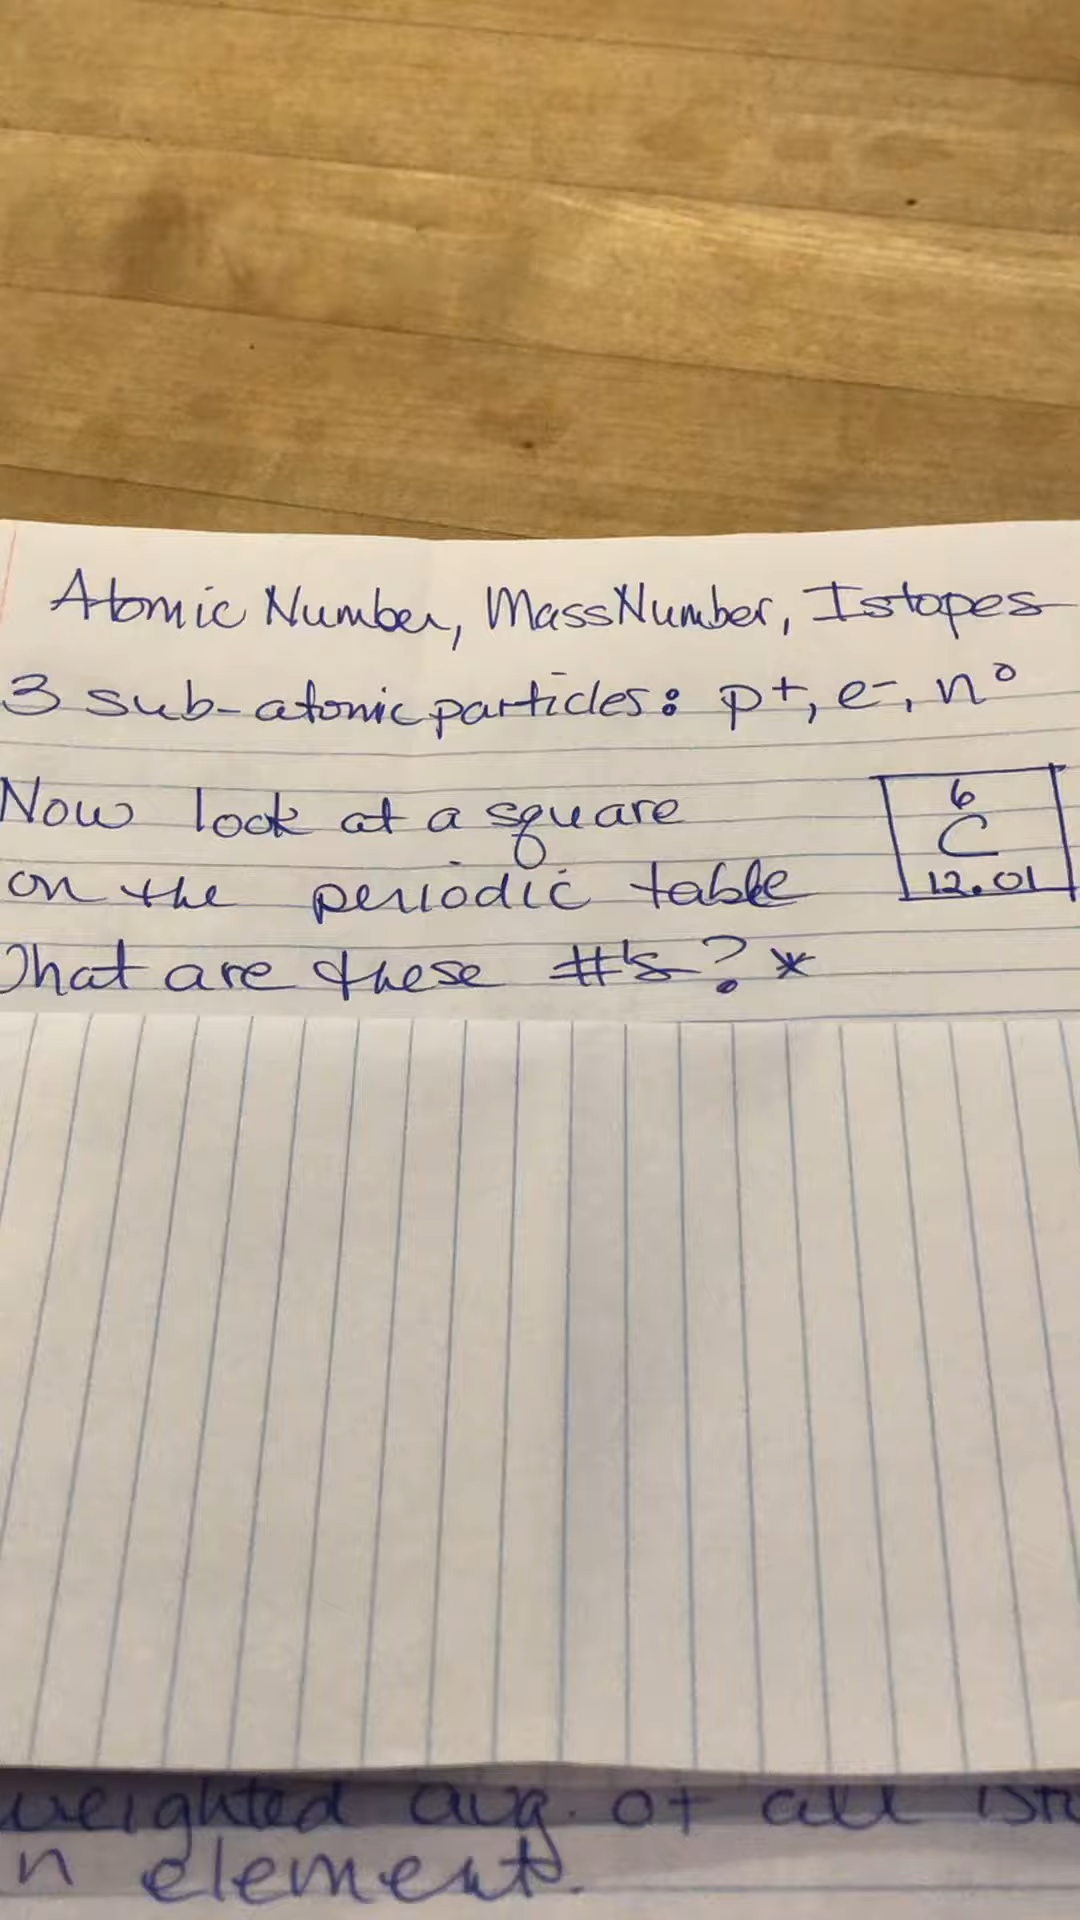 Atomic Number, Mass Number, Istopes
3 sub-atomic particles: p+, e-, n°
Now look at a square
on the periodic table
What are these #'s? *
6
C
12.01
weighted avg. of all
n element.